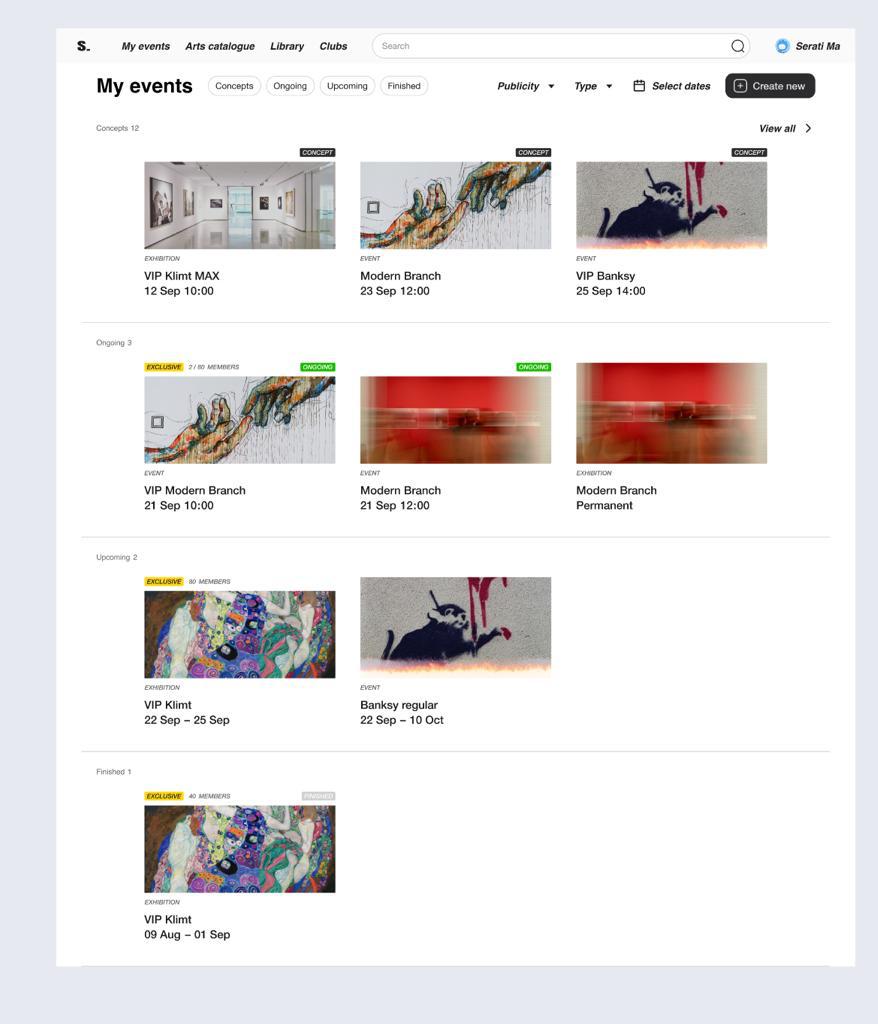 S.
My events
Arts catalogue
Library
Clubs
Search
Serati Ma
My events
Concepts
Ongoing
Upcoming
Finished
Publicity
Type
Select dates
Create new
Concepts 12
View all
CONCEPT
CONCEPT
CONCEPT
EXHIBITION
VIP Klimt MAX
12 Sep 10:00
EVENT
Modern Branch
23 Sep 12:00
EVENT
VIP Banksy
25 Sep 14:00
Ongoing 3
EXCLUSIVE
2 / 80 MEMBERS
ONGOING
ONGOING
EVENT
VIP Modern Branch
21 Sep 10:00
EVENT
Modern Branch
21 Sep 12:00
EXHIBITION
Modern Branch
Permanent
Upcoming 2
EXCLUSIVE
80 MEMBERS
EXHIBITION
VIP Klimt
22 Sep – 25 Sep
EVENT
Banksy regular
22 Sep – 10 Oct
Finished 1
EXCLUSIVE
40 MEMBERS
FINISHED
EXHIBITION
VIP Klimt
09 Aug – 01 Sep